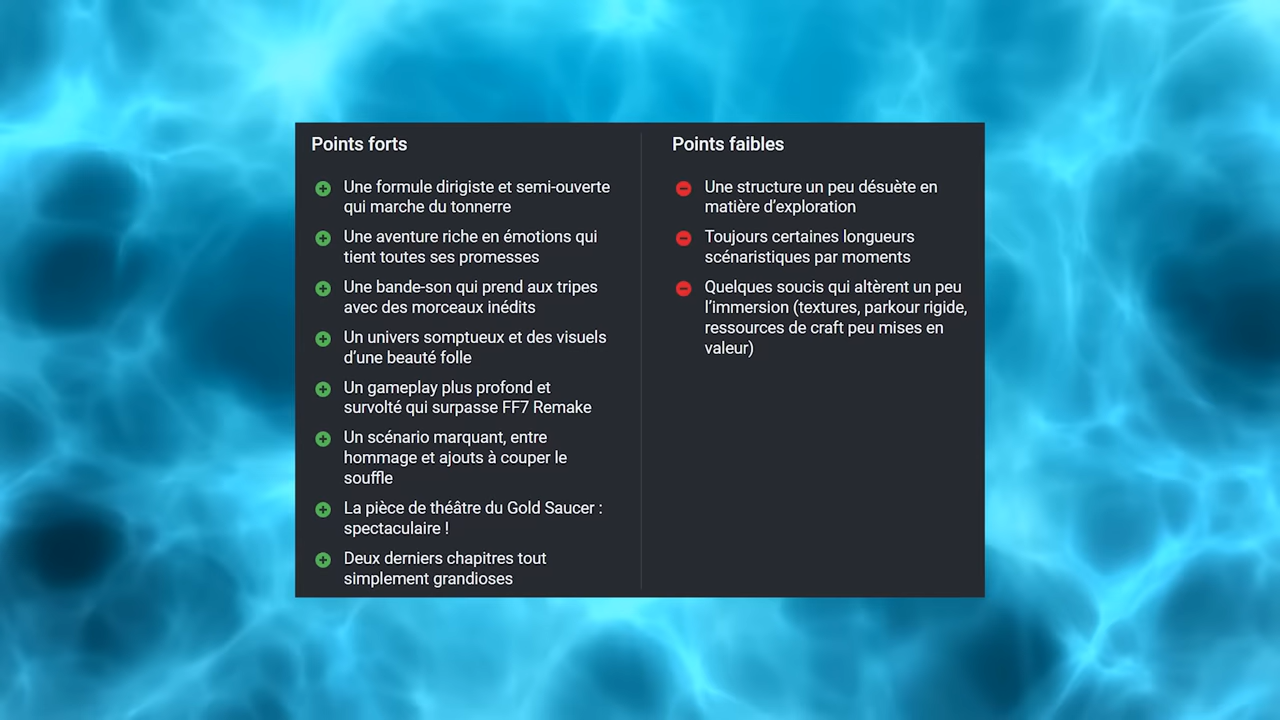 Points forts
Une formule dirigiste et semi-ouverte
qui marche du tonnerre
Une aventure riche en émotions qui
tient toutes ses promesses
Une bande-son qui prend aux tripes
avec des morceaux inédits
Un univers somptueux et des visuels
d’une beauté folle
Un gameplay plus profond et
survolté qui surpasse FF7 Remake
Un scénario marquant, entre
hommage et ajouts à couper le
souffle
La pièce de théâtre du Gold Saucer :
spectaculaire !
Deux derniers chapitres tout
simplement grandioses
Points faibles
Une structure un peu désuète en
matière d’exploration
Toujours certaines longueurs
scénaristiques par moments
Quelques soucis qui altèrent un peu
l’immersion (textures, parkour rigide,
ressources de craft peu mises en
valeur)